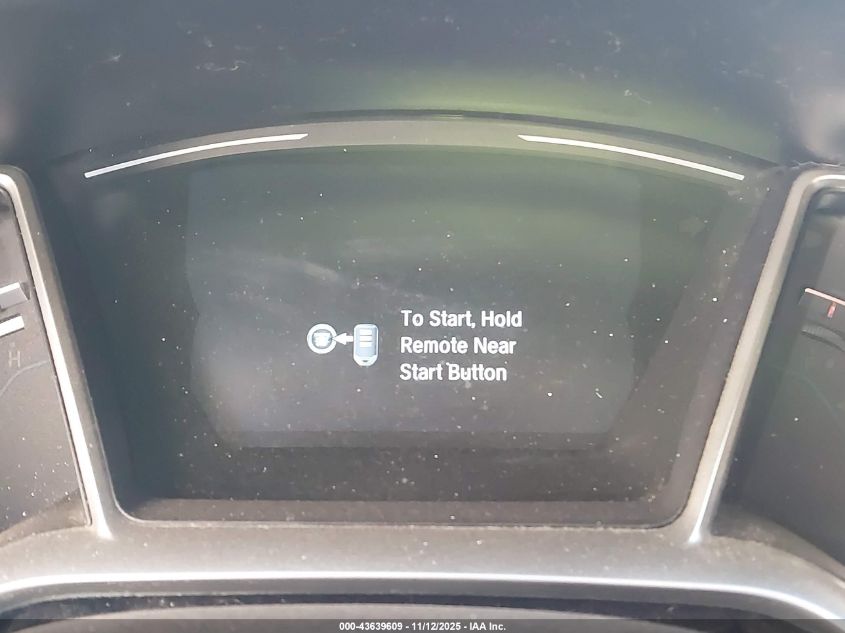 To Start, Hold
Remote Near
Start Button
H
000-43639609 - 11/12/2025 - IAA Inc.